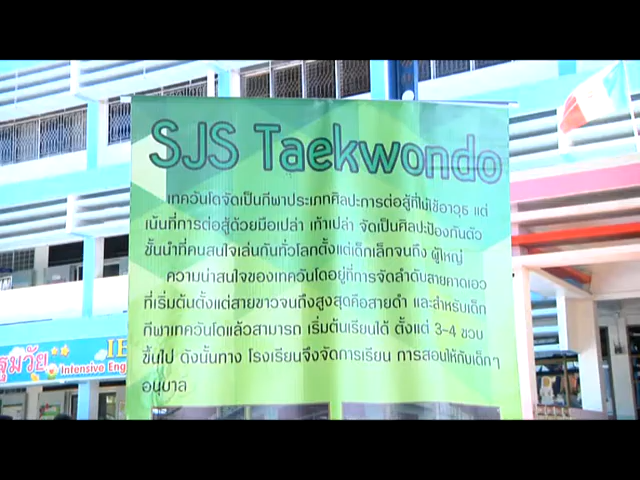 SJS Taekwondo
เทควันโดจัดเป็นกีฬาประเภทศิลปะการต่อสู้ที่ไม่ใช้อาวุธ แต่
เน้นที่การต่อสู้ด้วยมือเปล่า เท้าเปล่า จัดเป็นศิลปะป้องกันตัว
ชั้นนำที่คนสนใจเล่นกันทั่วโลกตั้งแต่เด็กเล็กจนถึง ผู้ใหญ่
ความน่าสนใจของเทควันโดอยู่ที่การจัดลำดับสายคาดเอว
ที่เริ่มต้นตั้งแต่สายขาวจนถึงสูงสุดคือสายดำ และสำหรับเด็ก
กีฬาเทควันโดแล้วสามารถ เริ่มต้นเรียนได้ ตั้งแต่ 3-4 ขวบ
ขึ้นไป ดังนั้นทาง โรงเรียนจึงจัดการเรียน การสอนให้กับเด็กๆ
อนุบาล
IE
ฐมวัย
Intensive Eng